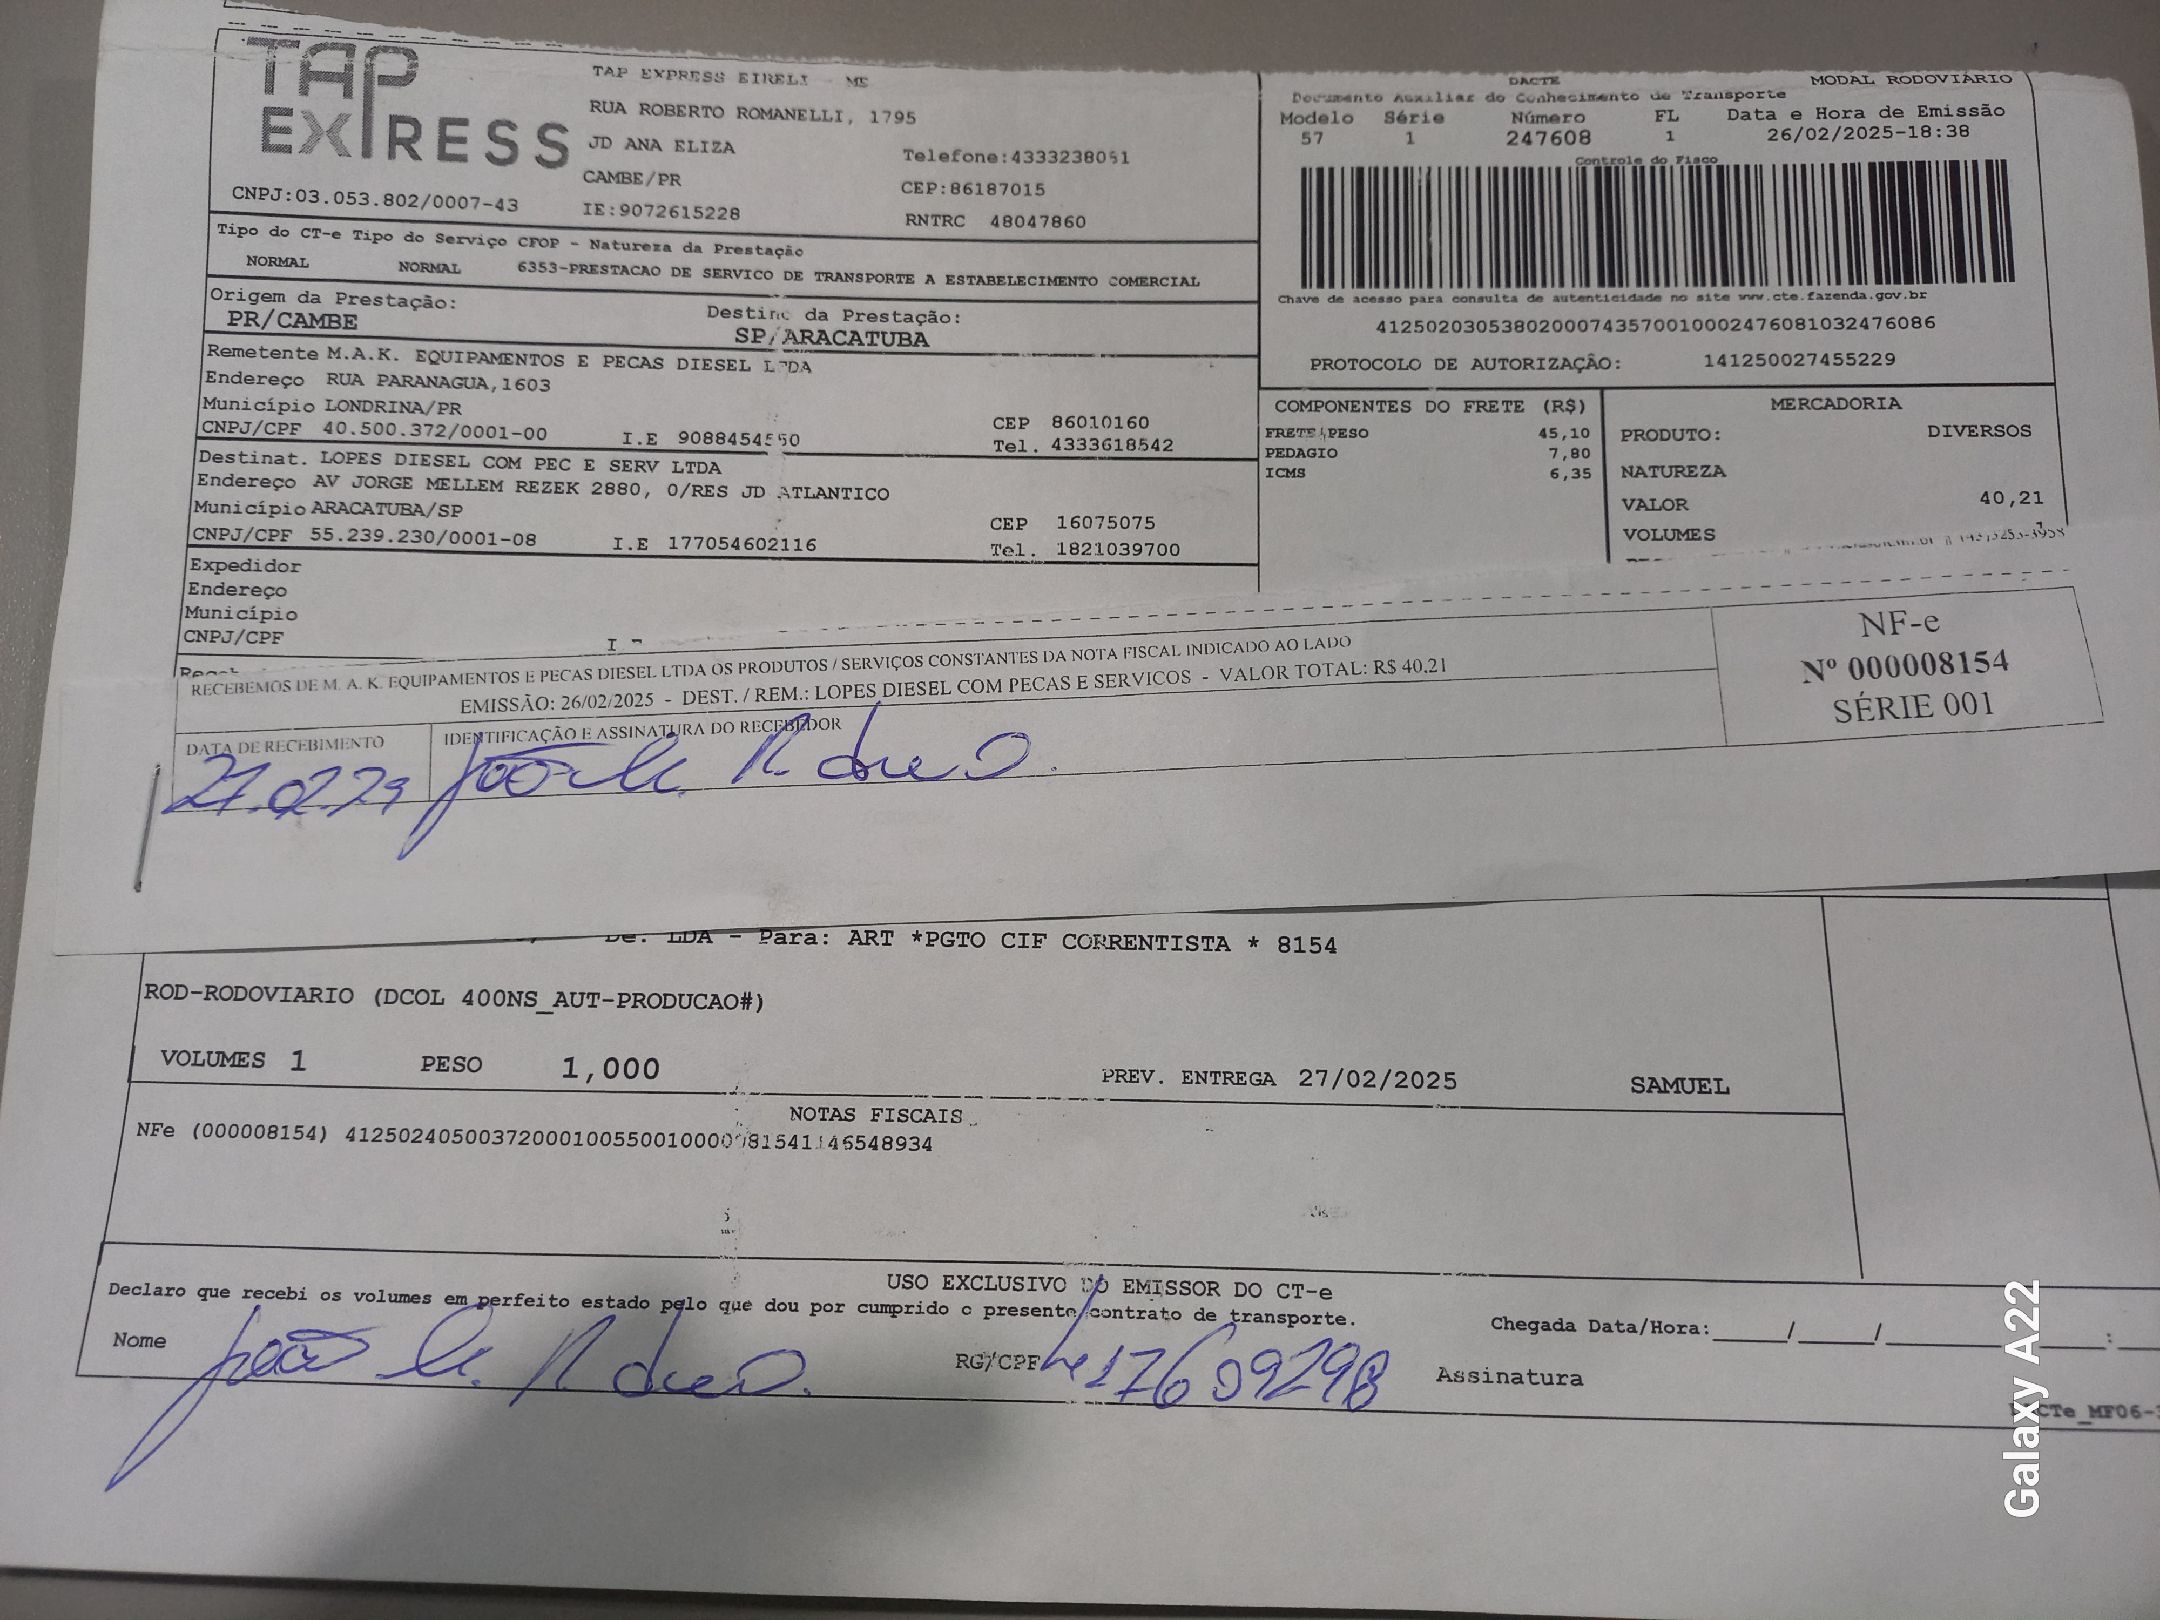 TAP EXPRESS
TAP EXPRESS EIRELI - ME
RUA ROBERTO ROMANELLI, 1795
JD ANA ELIZA
Telefone:4333238051
CAMBE/PR
CEP:86187015
CNPJ:03.053.802/0007-43
IE:9072615228
RNTRC 48047860
DACTE
MODAL RODOVIÁRIO
Documento Auxiliar do Conhecimento de Transporte
Modelo Série Número FL Data e Hora de Emissão
57 1 247608 1 26/02/2025-18:38
Controle do Fisco
Chave de acesso para consulta de autenticidade no site www.cte.fazenda.gov.br
41250203053802000743570010002476081032476086
PROTOCOLO DE AUTORIZAÇÃO: 141250027455229
Tipo do CT-e Tipo do Serviço CFOP - Natureza da Prestação
NORMAL NORMAL 6353-PRESTACAO DE SERVICO DE TRANSPORTE A ESTABELECIMENTO COMERCIAL
Origem da Prestação: Destino da Prestação:
PR/CAMBE SP/ARACATUBA
Remetente M.A.K. EQUIPAMENTOS E PECAS DIESEL LTDA
Endereço RUA PARANAGUA,1603
Município LONDRINA/PR CEP 86010160
CNPJ/CPF 40.500.372/0001-00 I.E 9088454550 Tel. 4333618542
Destinat. LOPES DIESEL COM PEC E SERV LTDA
Endereço AV JORGE MELLEM REZEK 2880, 0/RES JD ATLANTICO
Município ARACATUBA/SP CEP 16075075
CNPJ/CPF 55.239.230/0001-08 I.E 177054602116 Tel. 1821039700
Expedidor
Endereço
Município
CNPJ/CPF
COMPONENTES DO FRETE (R$)
FRETE/PESO 45,10
PEDAGIO 7,80
ICMS 6,35
MERCADORIA
PRODUTO: DIVERSOS
NATUREZA
VALOR 40,21
VOLUMES
RECEBEMOS DE M. A. K. EQUIPAMENTOS E PECAS DIESEL LTDA OS PRODUTOS / SERVIÇOS CONSTANTES DA NOTA FISCAL INDICADO AO LADO
EMISSÃO: 26/02/2025 - DEST. / REM.: LOPES DIESEL COM PECAS E SERVICOS - VALOR TOTAL: R$ 40.21
NF-e
Nº 000008154
SÉRIE 001
DATA DE RECEBIMENTO
IDENTIFICAÇÃO E ASSINATURA DO RECEBEDOR
De: LDA - Para: ART *PGTO CIF CORRENTISTA * 8154
ROD-RODOVIARIO (DCOL 400NS_AUT-PRODUCAO#)
VOLUMES 1 PESO 1,000 PREV. ENTREGA 27/02/2025 SAMUEL
NOTAS FISCAIS
NFe (000008154)
USO EXCLUSIVO DO EMISSOR DO CT-e
Declaro que recebi os volumes em perfeito estado pelo que dou por cumprido o presente contrato de transporte.
Chegada Data/Hora:____/____/________:
Nome João
RG/CPF 17609298
Assinatura
Galaxy A22